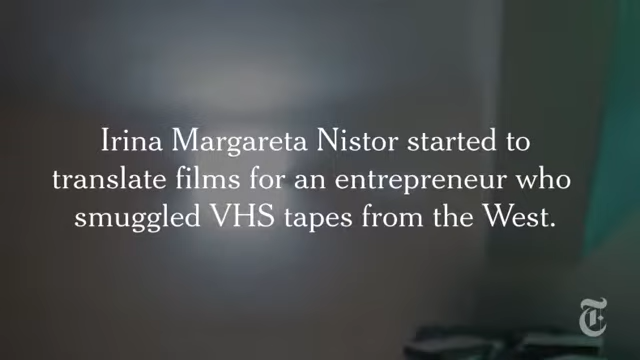 Irina Margareta Nistor started to
translate films for an entrepreneur who
smuggled VHS tapes from the West.
T